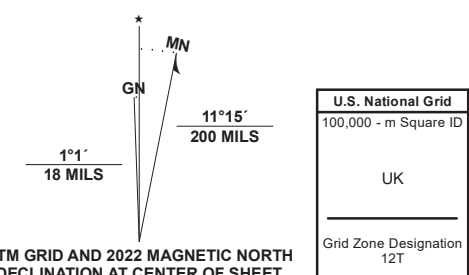 MN
GN
11°15´
200 MILS
1°1´
18 MILS
TM GRID AND 2022 MAGNETIC NORTH
DECLINATION AT CENTER OF SHEET
U.S. National Grid
100,000 - m Square ID
UK
Grid Zone Designation
12T